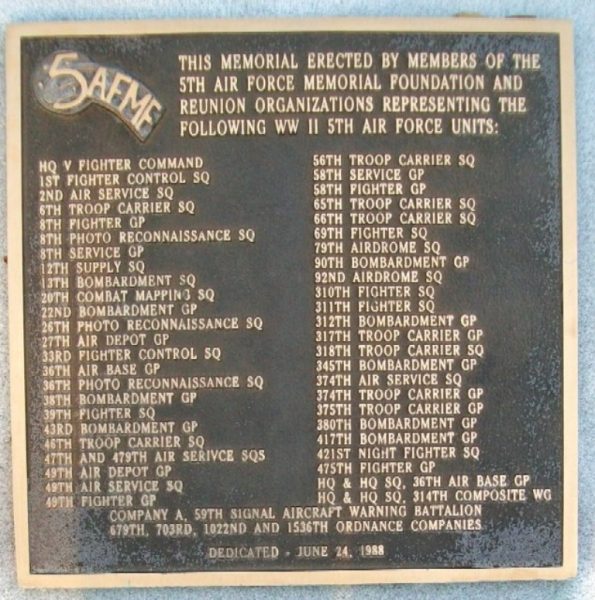 5AFMF
THIS MEMORIAL ERECTED BY MEMBERS OF THE
5TH AIR FORCE MEMORIAL FOUNDATION AND
REUNION ORGANIZATIONS REPRESENTING THE
FOLLOWING WW II 5TH AIR FORCE UNITS:
HQ V FIGHTER COMMAND
1ST FIGHTER CONTROL SQ
2ND AIR SERVICE SQ
6TH TROOP CARRIER SQ
8TH FIGHTER GP
8TH PHOTO RECONNAISSANCE SQ
8TH SERVICE GP
12TH SUPPLY SQ
13TH BOMBARDMENT SQ
20TH COMBAT MAPPING SQ
22ND BOMBARDMENT GP
26TH PHOTO RECONNAISSANCE SQ
27TH AIR DEPOT GP
33RD FIGHTER CONTROL SQ
36TH AIR BASE GP
36TH PHOTO RECONNAISSANCE SQ
38TH BOMBARDMENT GP
39TH FIGHTER SQ
43RD BOMBARDMENT GP
46TH TROOP CARRIER SQ
47TH AND 479TH AIR SERIVCE SQS
49TH AIR DEPOT GP
49TH AIR SERVICE SQ
49TH FIGHTER GP
56TH TROOP CARRIER SQ
58TH SERVICE GP
58TH FIGHTER GP
65TH TROOP CARRIER SQ
66TH TROOP CARRIER SQ
69TH FIGHTER SQ
79TH AIRDROME SQ
90TH BOMBARDMENT GP
92ND AIRDROME SQ
310TH FIGHTER SQ
311TH FIGHTER SQ
312TH BOMBARDMENT GP
317TH TROOP CARRIER GP
318TH TROOP CARRIER SQ
345TH BOMBARDMENT GP
374TH AIR SERVICE SQ
374TH TROOP CARRIER GP
375TH TROOP CARRIER GP
380TH BOMBARDMENT GP
417TH BOMBARDMENT GP
421ST NIGHT FIGHTER SQ
475TH FIGHTER GP
HQ & HQ SQ, 36TH AIR BASE GP
HQ & HQ SQ, 314TH COMPOSITE WG
COMPANY A, 59TH SIGNAL AIRCRAFT WARNING BATTALION
679TH, 703RD, 1022ND AND 1536TH ORDNANCE COMPANIES
DEDICATED - JUNE 24, 1988